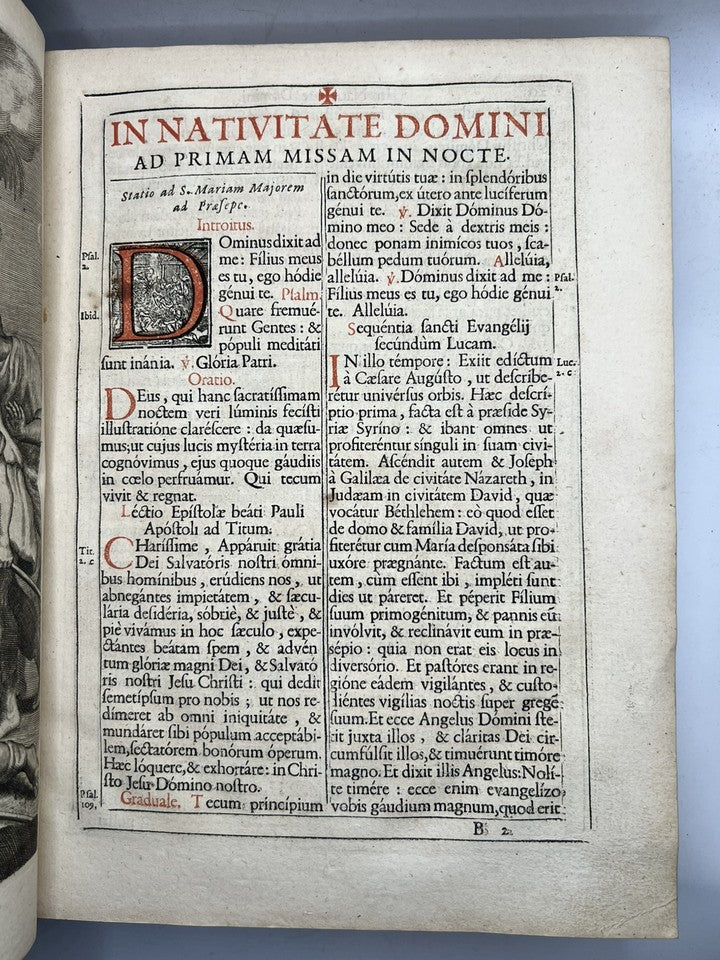 ✠
IN NATIVITATE DOMINI.
AD PRIMAM MISSAM IN NOCTE.
Statio ad S. Mariam Majorem
ad Præsepe.
Introitus.
Psal.
2.
DOminus dixit ad
me: Fílius meus
es tu, ego hódie
génui te. Psalm.
Ibid.
Quare fremué-
runt Gentes: &
pópuli meditáti
sunt inánia. ℣. Glória Patri.
Oratio.
DEus, qui hanc sacratíssimam
noctem veri lúminis fecísti
illustratióne claréscere: da quæsu-
mus; ut cujus lucis mystéria in terra
cognóvimus, ejus quoque gáudiis
in cœlo perfruámur. Qui tecum
vivit & regnat.
Léctio Epístolæ beáti Pauli
Apóstoli ad Titum.
Tit.
2. c
CHaríssime, Appáruit grátia
Dei Salvatóris nostri omni-
bus homínibus, erúdiens nos, ut
abnegántes impietátem, & sæcu-
lária desidéria, sóbriè, & justè, &
piè vivámus in hoc sæculo, expe-
ctántes beátam spem, & advén
tum glóriæ magni Dei, & Salvató
ris nostri Jesu Christi: qui dedit
semetípsum pro nobis; ut nos re-
dímeret ab omni iniquitáte, &
mundáret sibi pópulum acceptábi-
lem, sectatórem bonórum óperum.
Hæc lóquere, & exhortáre: in Chri-
sto Jesu Dómino nostro.
Psal.
109.
Graduale. Tecum princípium
in die virtútis tuæ: in splendóribus
sanctórum, ex útero ante lucíferum
génui te. ℣. Dixit Dóminus Dó-
mino meo: Sede à dextris meis:
donec ponam inimícos tuos, sca-
béllum pedum tuórum. Allelúia,
allelúia. ℣. Dóminus dixit ad me:
Psal.
2.
Fílius meus es tu, ego hódie génui
te. Allelúia.
Sequéntia sancti Evangélij
secúndùm Lucam.
IN illo témpore: Exiit edíctum
Luc.
2. c
à Cæsare Augústo, ut describe-
rétur univérsus orbis. Hæc descrí-
ptio prima, facta est à præside Sy-
riæ Syríno: & ibant omnes ut
profiteréntur sínguli in suam civi-
tátem. Ascéndit autem & Joseph
à Galilæa de civitáte Názareth, in
Judæam in civitátem David, quæ
vocátur Béthlehem: eò quod esset
de domo & família David, ut pro-
fiterétur cum María desponsáta sibi
uxóre prægnánte. Factum est au-
tem, cùm essent ibi, impléti sunt
dies ut páreret. Et péperit Fílium
suum primogénitum, & pannis eũ
invólvit, & reclinávit eum in præ-
sépio: quia non erat eis locus in
diversório. Et pastóres erant in re-
gióne eádem vigilántes, & custo-
diéntes vigílias noctis super gregé
suum. Et ecce Angelus Dómini ste-
tit juxta illos, & cláritas Dei cir-
cumfúlsit illos, & timuérunt timóre
magno. Et dixit illis Angelus: Nolí-
te timére: ecce enim evangelízo
vobis gáudium magnum, quod erit
B 2